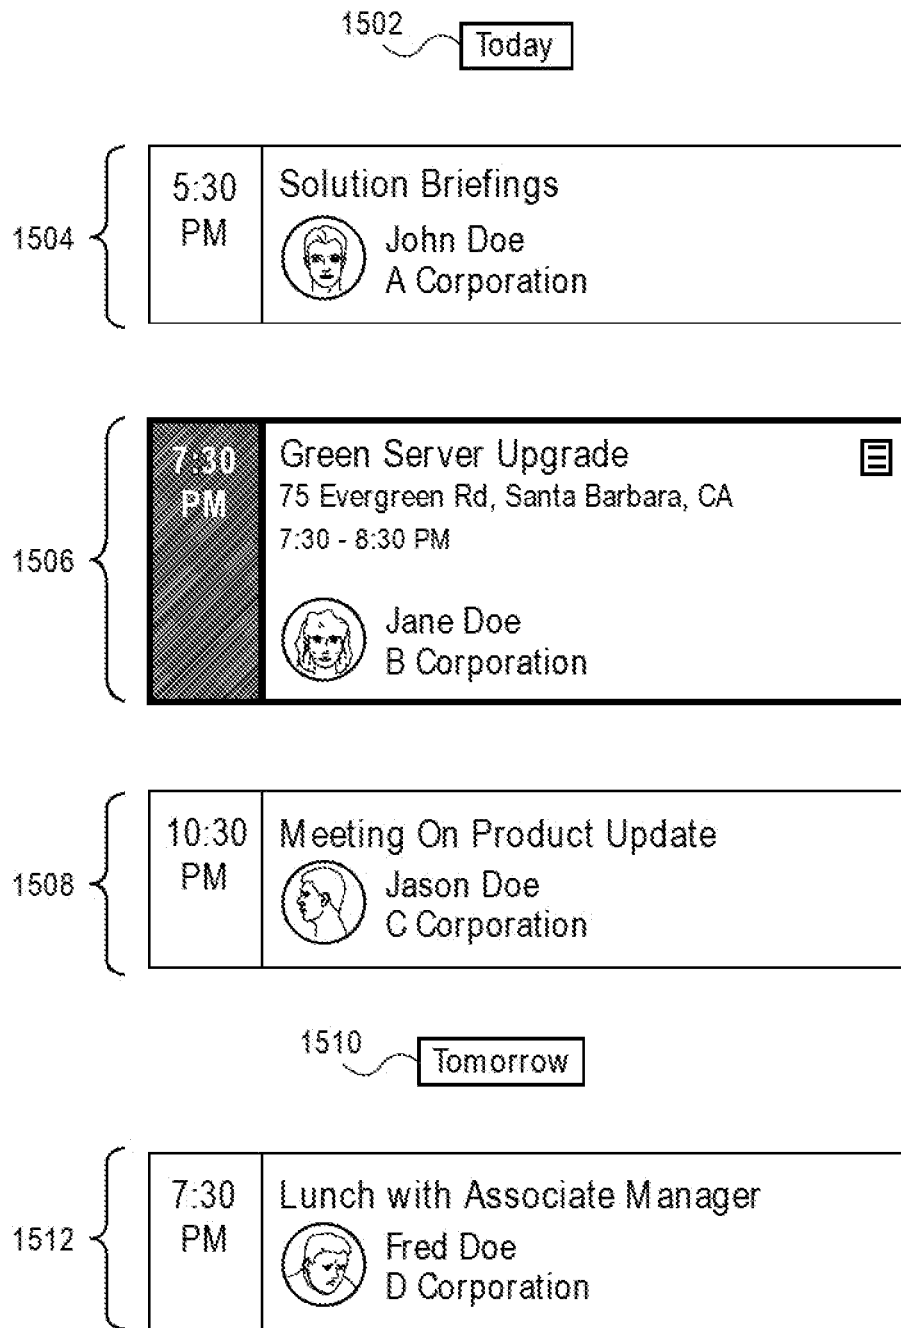 1502
Today
1504
5:30
PM
Solution Briefings
John Doe
A Corporation
1506
7:30
PM
Green Server Upgrade
75 Evergreen Rd, Santa Barbara, CA
7:30 - 8:30 PM
Jane Doe
B Corporation
1508
10:30
PM
Meeting On Product Update
Jason Doe
C Corporation
1510
Tomorrow
1512
7:30
PM
Lunch with Associate Manager
Fred Doe
D Corporation